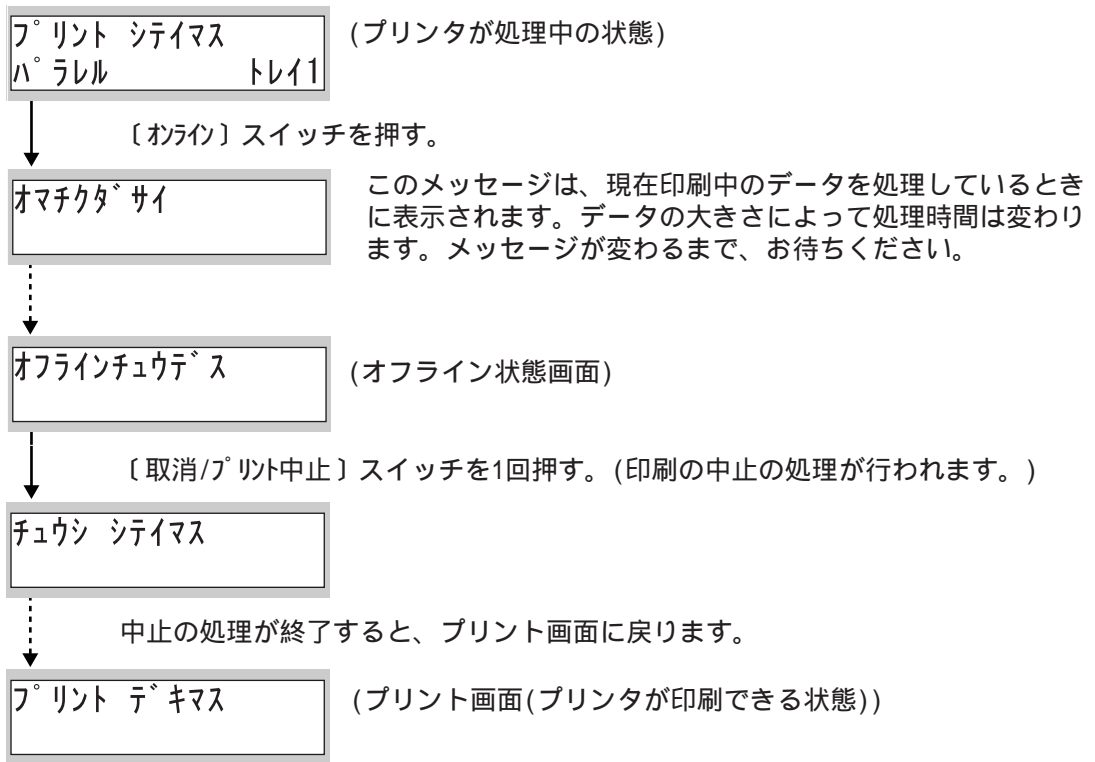 プリント シテイマス
パラレル トレイ1
(プリンタが処理中の状態)
〔オンライン〕スイッチを押す。
オマチクダサイ
このメッセージは、現在印刷中のデータを処理しているとき
に表示されます。データの大きさによって処理時間は変わり
ます。メッセージが変わるまで、お待ちください。
オフラインチュウデス
(オフライン状態画面)
〔取消/プリント中止〕スイッチを1回押す。(印刷の中止の処理が行われます。)
チュウシ シテイマス
中止の処理が終了すると、プリント画面に戻ります。
プリント デキマス
(プリント画面(プリンタが印刷できる状態))